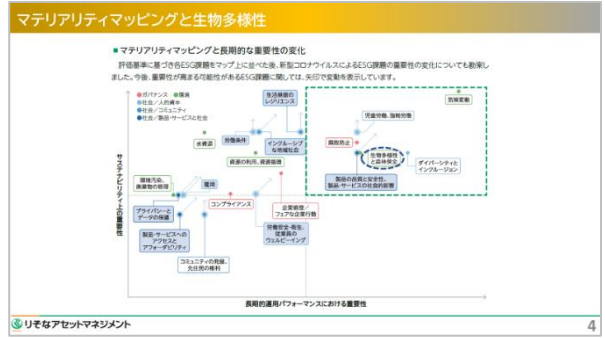 マテリアリティマッピングと生物多様性
■マテリアリティマッピングと長期的な重要性の変化
評価基準に基づき各ESG課題をマップ上に並べた後、新型コロナウイルスによるESG課題の重要性の変化についても勘案し
ました。今後、重要性が高まる可能性があるESG課題に関しては、矢印で変動を表示しています。
●ガバナンス ●環境
●社会／人的資本
●社会／コミュニティ
●社会／製品・サービスと社会
生活基盤の
レジリエンス
気候変動
児童労働、強制労働
水資源
労働条件
インクルーシブ
な地域社会
腐敗防止
資源の利用、資源循環
生物多様性
と森林保全
ダイバーシティと
インクルージョン
環境汚染、
廃棄物の処理
雇用
製品の品質と安全性、
製品・サービスの社会的影響
コンプライアンス
企業倫理／
フェアな企業行動
プライバシーと
データの保護
製品・サービスへの
アクセスと
アフォーダビリティ
労働安全・衛生、
従業員の
ウェルビーイング
コミュニティの発展、
先住民の権利
サステナビリティ上の重要性
長期的運用パフォーマンスにおける重要性
りそなアセットマネジメント
4